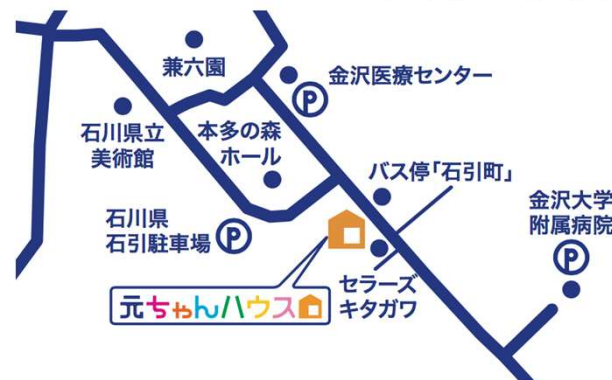 兼六園
金沢医療センター
P
石川県立
美術館
本多の森
ホール
バス停「石引町」
金沢大学
附属病院
P
石川県
石引駐車場
P
セラーズ
キタガワ
元ちゃんハウス